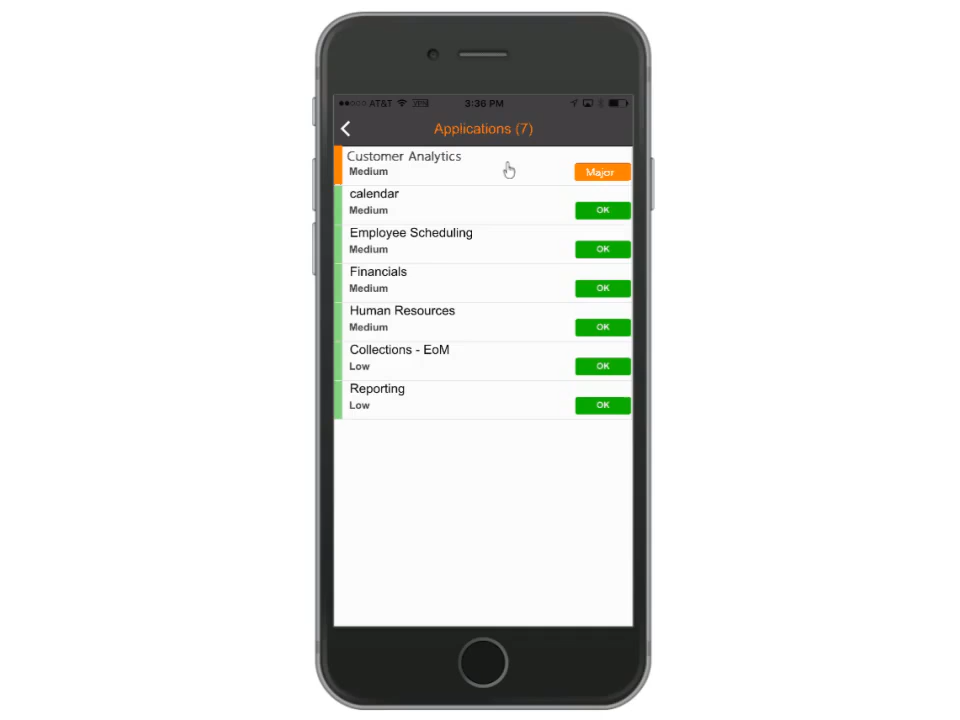 AT&T VPN 3:36 PM
Applications (7)
Customer Analytics
Medium
Major
calendar
Medium
OK
Employee Scheduling
Medium
OK
Financials
Medium
OK
Human Resources
Medium
OK
Collections - EoM
Low
OK
Reporting
Low
OK